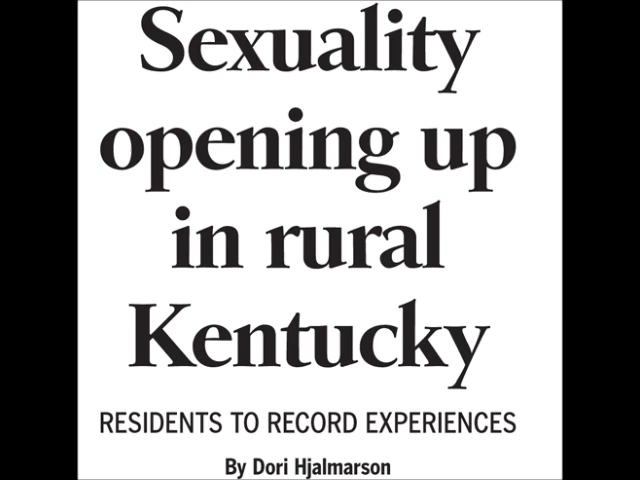 Sexuality
opening up
in rural
Kentucky
RESIDENTS TO RECORD EXPERIENCES
By Dori Hjalmarson